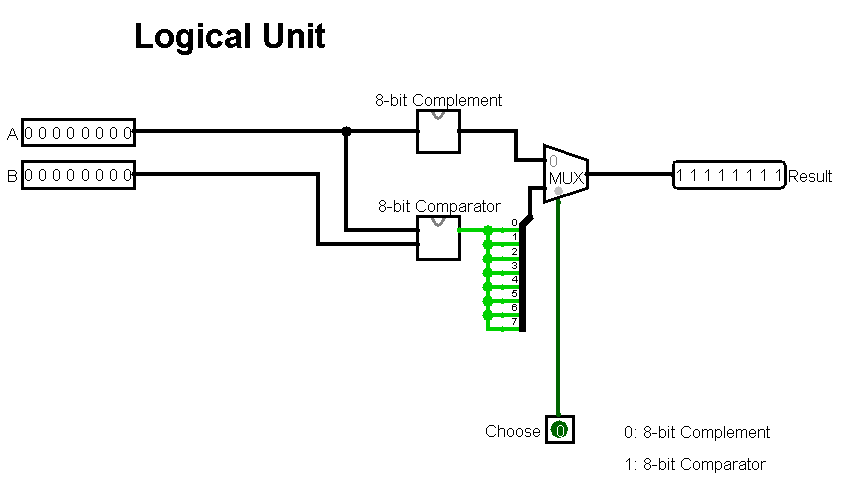 Logical Unit
8-bit Complement
A 0 0 0 0 0 0 0 0
0
B 0 0 0 0 0 0 0 0
MUX
1 1 1 1 1 1 1 1 Result
8-bit Comparator
0
1
2
3
4
5
6
7
Choose 0
0: 8-bit Complement
1: 8-bit Comparator